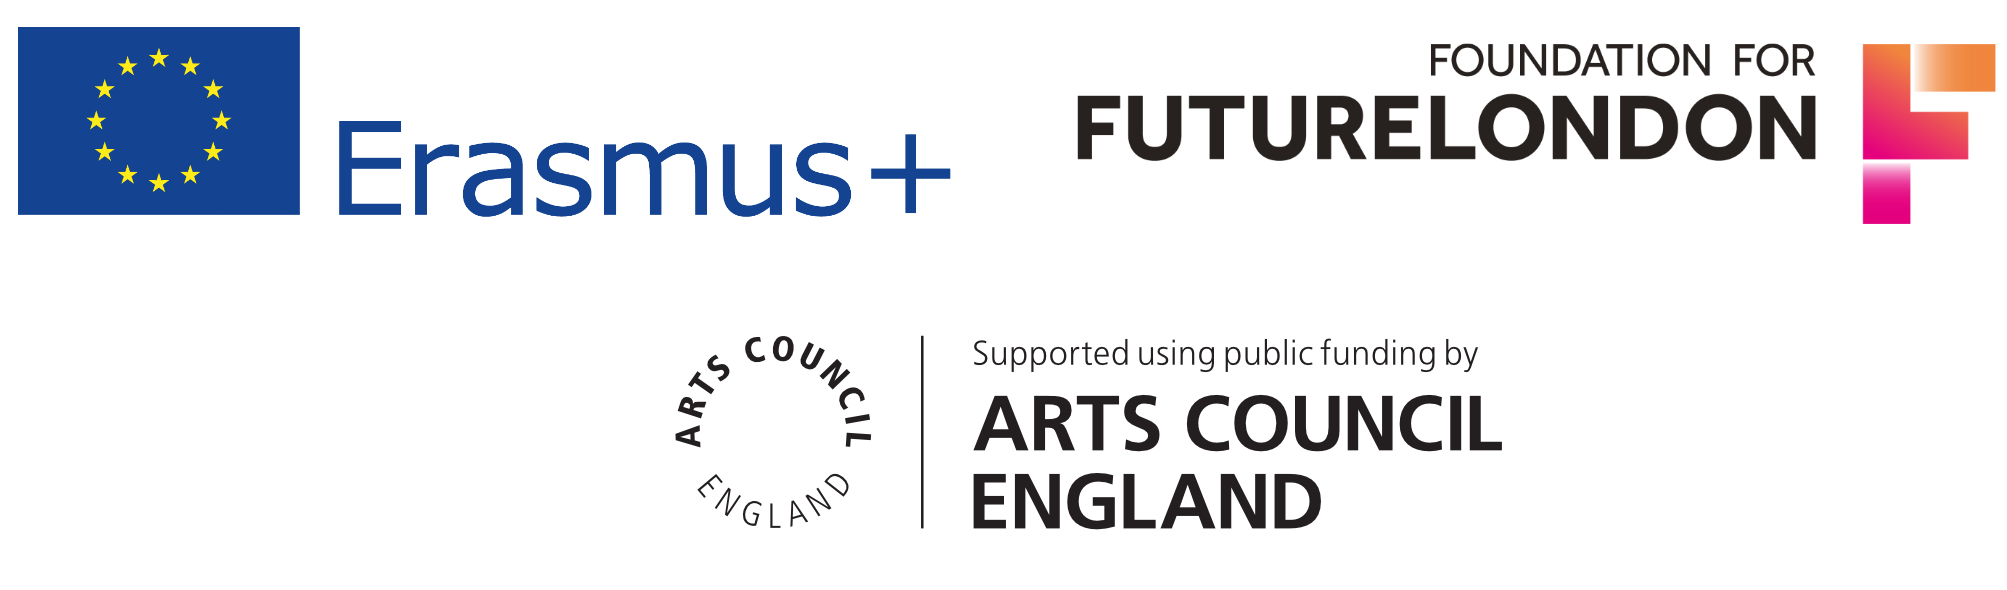 Erasmus+
FOUNDATION FOR
FUTURELONDON
ARTS COUNCIL
ENGLAND
Supported using public funding by
ARTS COUNCIL
ENGLAND